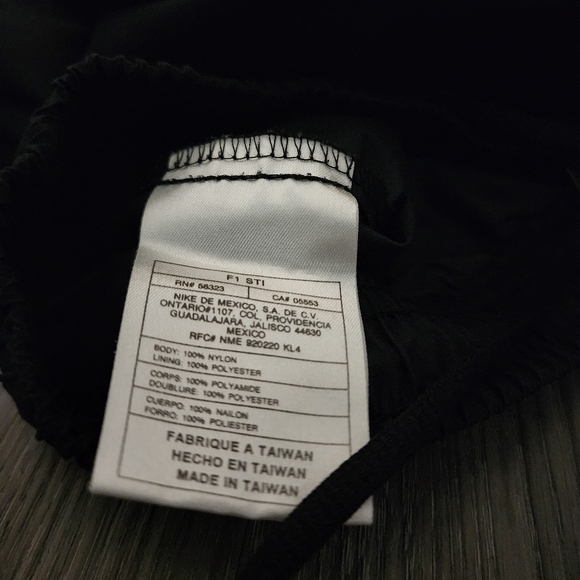 F1 STI
RN# 56323 CA# 05553
NIKE DE MEXICO, S.A. DE C.V.
ONTARIO#1107, COL. PROVIDENCIA
GUADALAJARA, JALISCO 44630
MEXICO
RFC# NME 920220 KL4
BODY: 100% NYLON
LINING: 100% POLYESTER
CORPS: 100% POLYAMIDE
DOUBLURE: 100% POLYESTER
CUERPO: 100% NAILON
FORRO: 100% POLIESTER
FABRIQUE A TAIWAN
HECHO EN TAIWAN
MADE IN TAIWAN